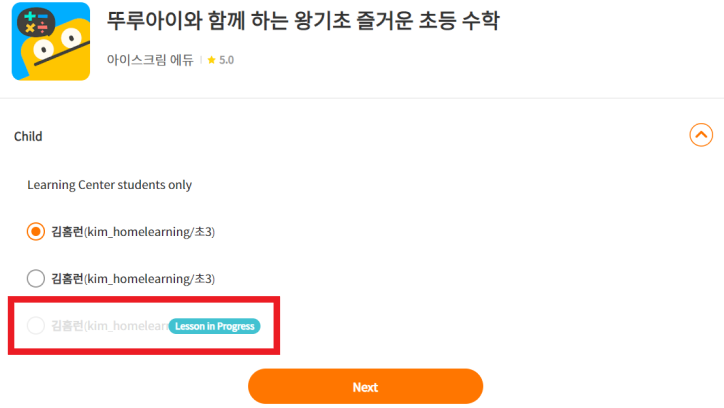 뚜루아이와 함께 하는 왕기초 즐거운 초등 수학
아이스크림 에듀 | ★ 5.0
Child
Learning Center students only
김홈런(kim_homelearning/초3)
김홈런(kim_homelearning/초3)
김홈런(kim_homelearn Lesson in Progress
Next